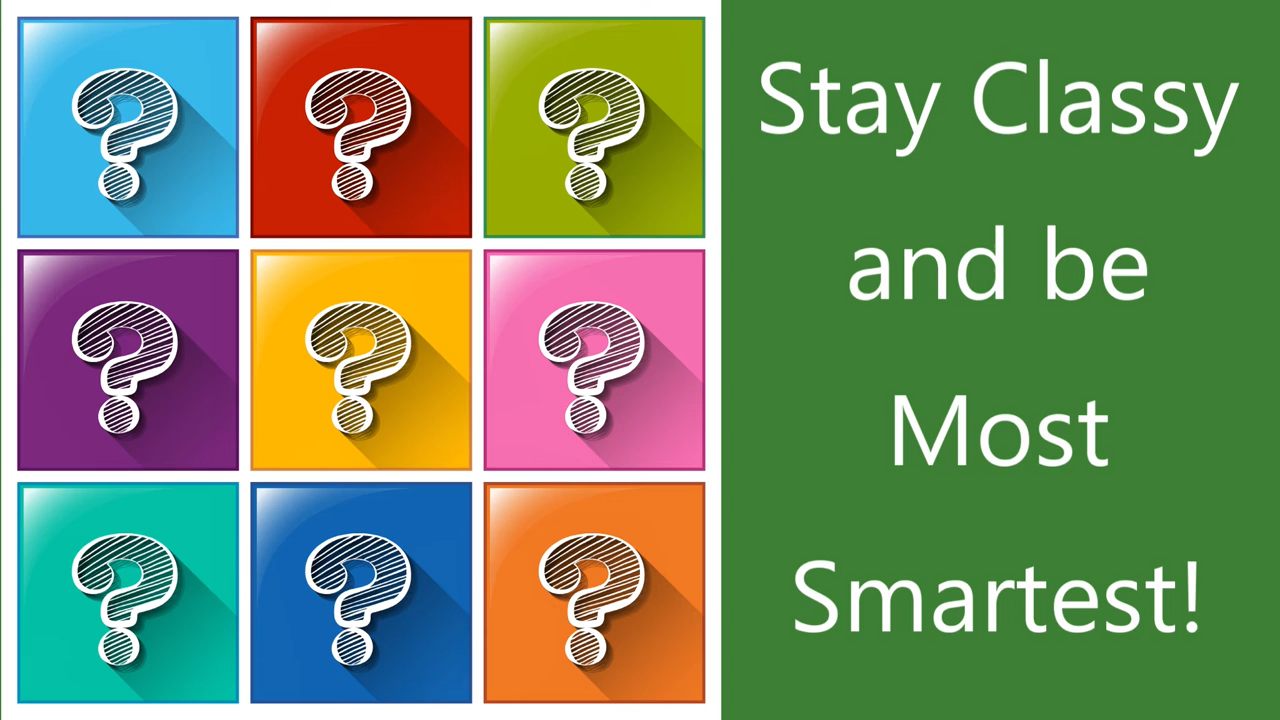 ? ? ?
? ? ?
? ? ?
Stay Classy
and be
Most
Smartest!